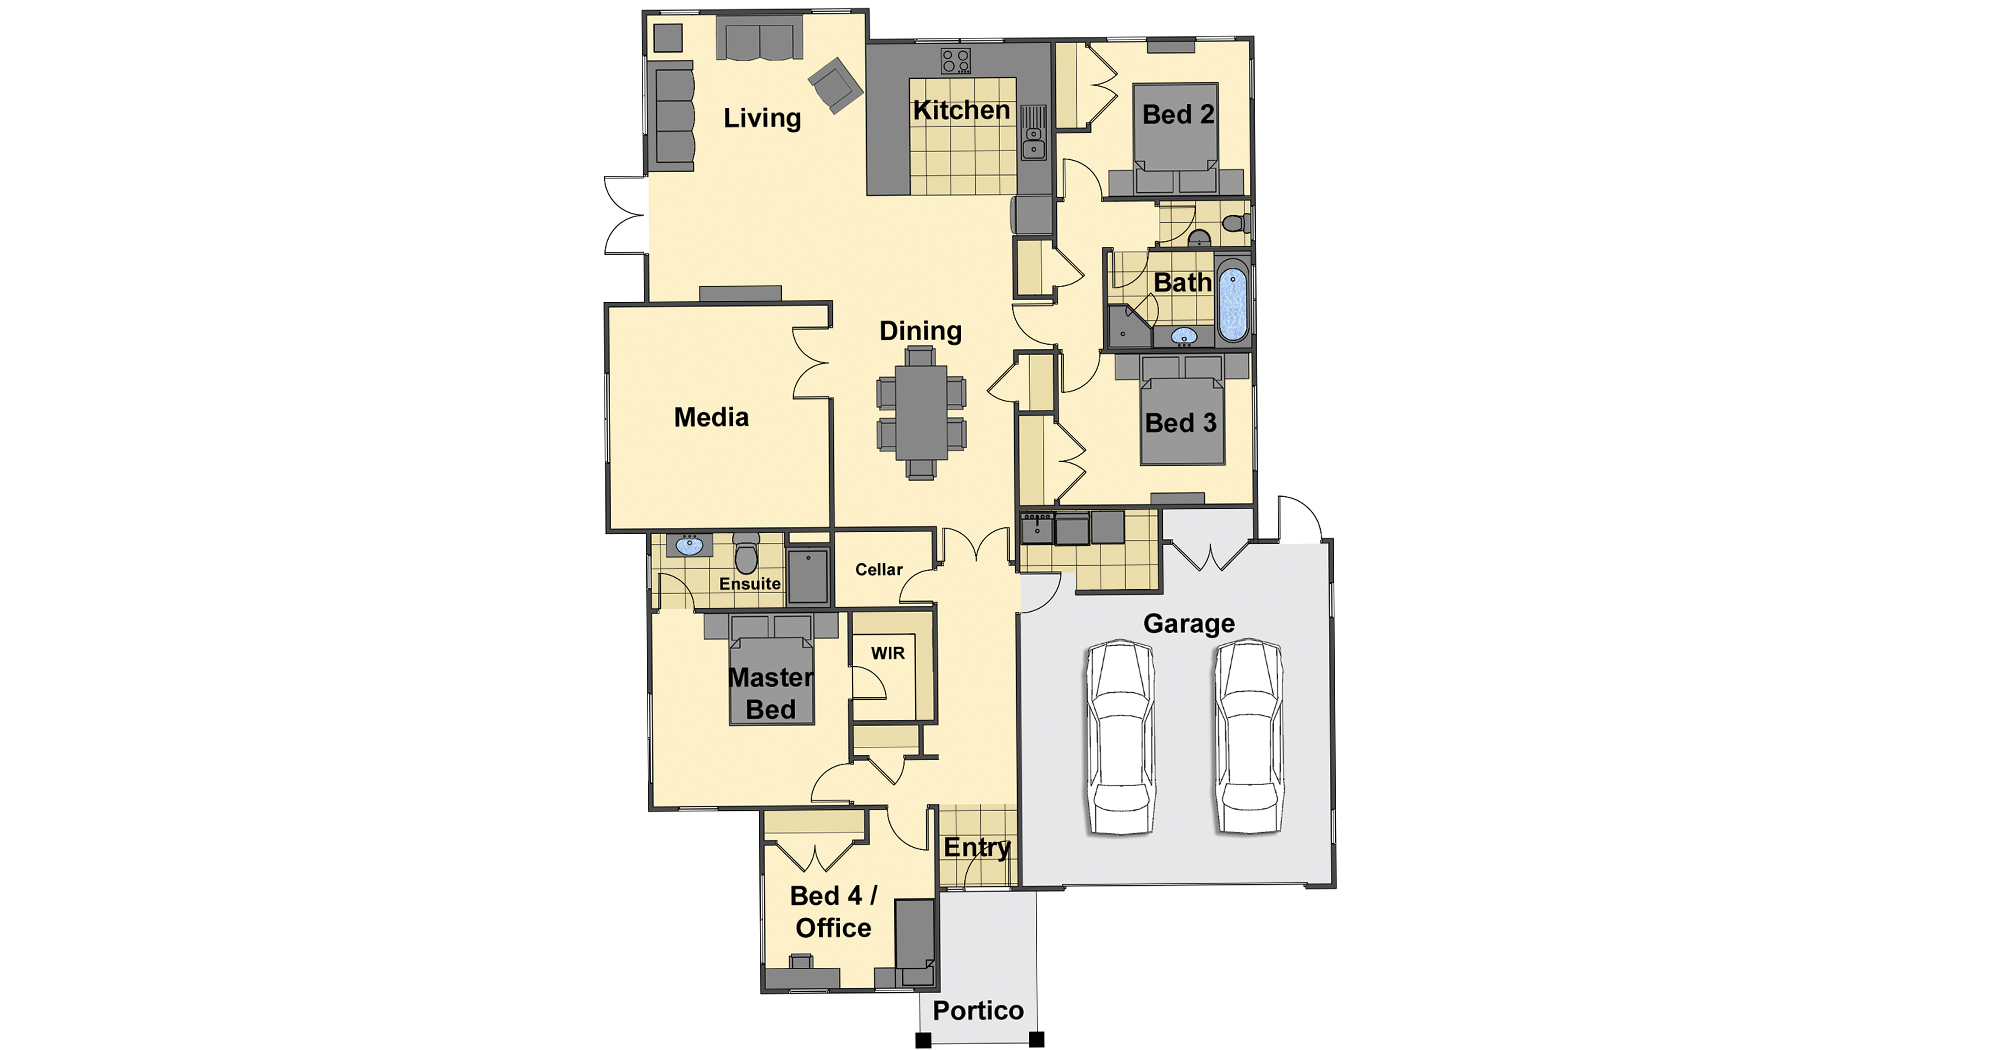 Living
Kitchen
Bed 2
Bath
Dining
Media
Bed 3
Cellar
Ensuite
Garage
WIR
Master
Bed
Entry
Bed 4 /
Office
Portico